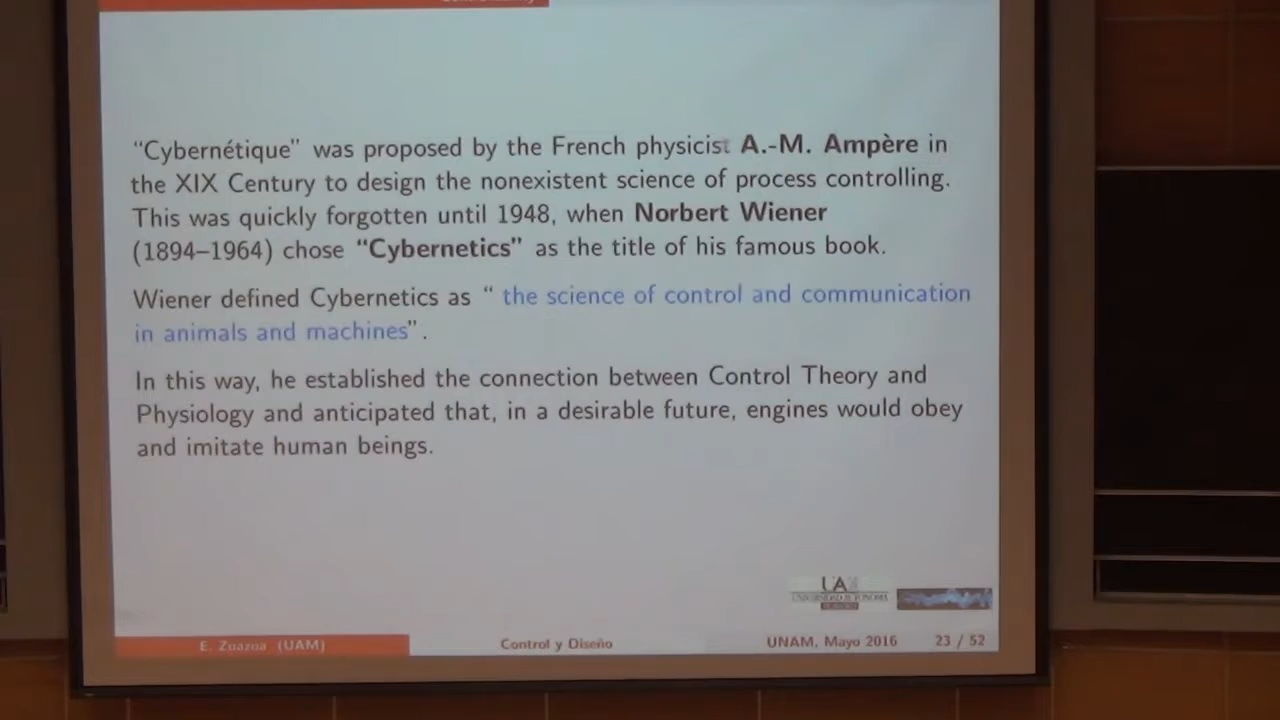 “Cybernétique” was proposed by the French physicist A.-M. Ampère in
the XIX Century to design the nonexistent science of process controlling.
This was quickly forgotten until 1948, when Norbert Wiener
(1894–1964) chose “Cybernetics” as the title of his famous book.
Wiener defined Cybernetics as “ the science of control and communication
in animals and machines”.
In this way, he established the connection between Control Theory and
Physiology and anticipated that, in a desirable future, engines would obey
and imitate human beings.
UAM
UNIVERSIDAD AUTONOMA
E. Zuazua (UAM)
Control y Diseño
UNAM, Mayo 2016
23 / 52